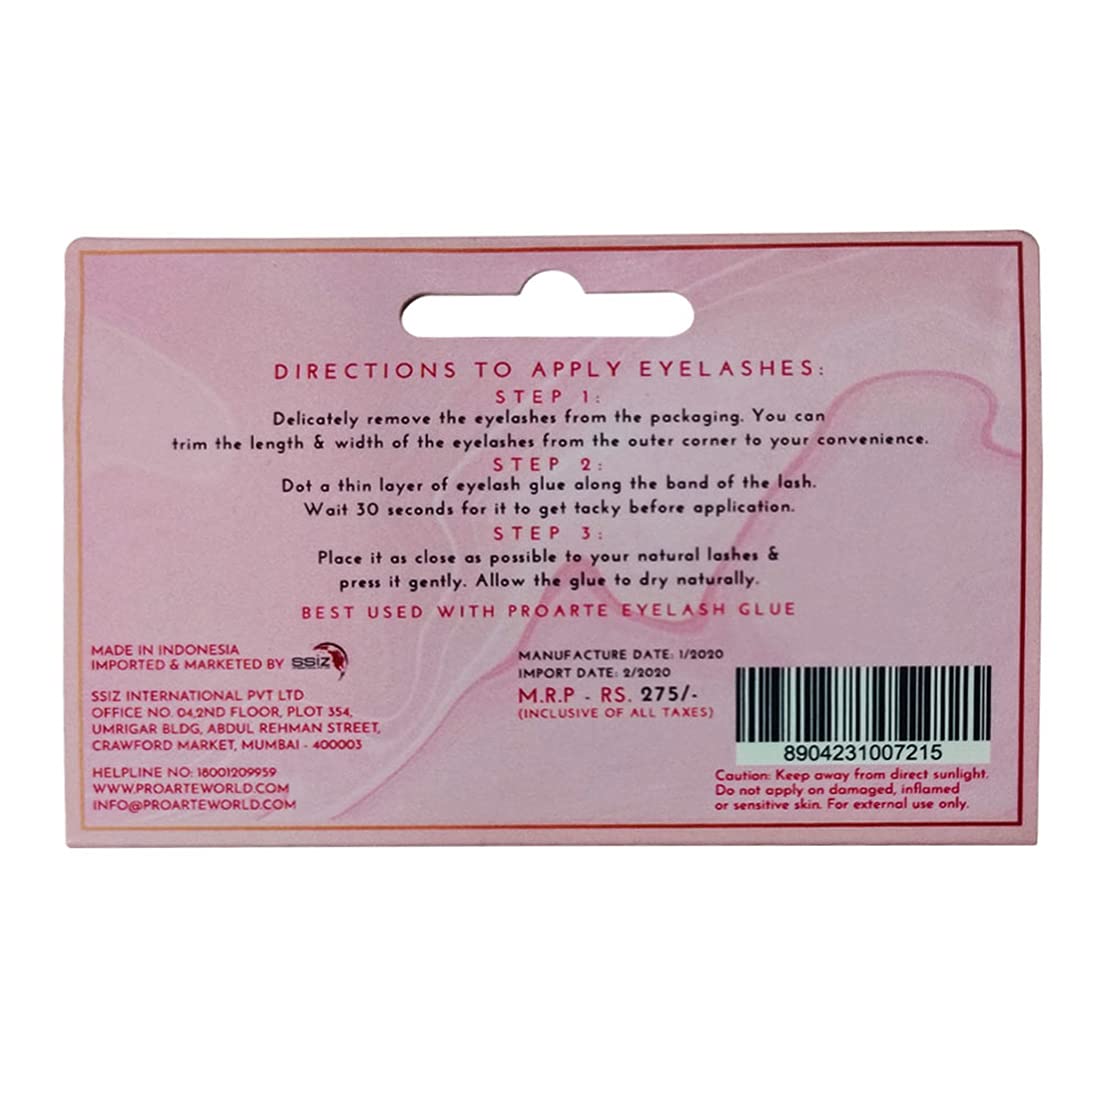 DIRECTIONS TO APPLY EYELASHES:
STEP 1:
Delicately remove the eyelashes from the packaging. You can
trim the length & width of the eyelashes from the outer corner to your convenience.
STEP 2:
Dot a thin layer of eyelash glue along the band of the lash.
Wait 30 seconds for it to get tacky before application.
STEP 3:
Place it as close as possible to your natural lashes &
press it gently. Allow the glue to dry naturally.
BEST USED WITH PROARTE EYELASH GLUE
MADE IN INDONESIA
IMPORTED & MARKETED BY SSIZ
SSIZ INTERNATIONAL PVT LTD
OFFICE NO. 04,2ND FLOOR, PLOT 354,
UMRIGAR BLDG, ABDUL REHMAN STREET,
CRAWFORD MARKET, MUMBAI - 400003
HELPLINE NO: 18001209959
WWW.PROARTEWORLD.COM
INFO@PROARTEWORLD.COM
MANUFACTURE DATE: 1/2020
IMPORT DATE: 2/2020
M.R.P - RS. 275/-
(INCLUSIVE OF ALL TAXES)
8904231007215
Caution: Keep away from direct sunlight.
Do not apply on damaged, inflamed
or sensitive skin. For external use only.